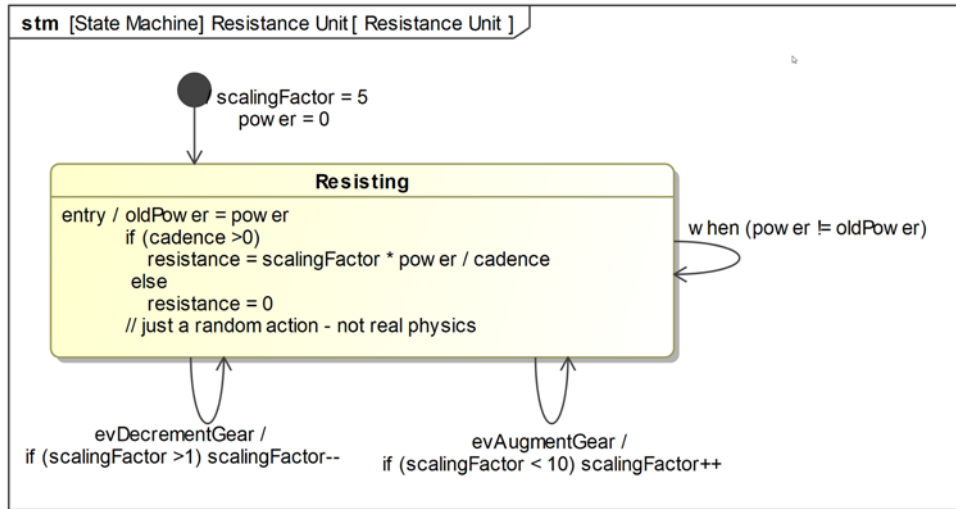 stm [State Machine] Resistance Unit [ Resistance Unit ]
/ scalingFactor = 5
power = 0
Resisting
entry / oldPower = power
if (cadence >0)
resistance = scalingFactor * power / cadence
else
resistance = 0
// just a random action - not real physics
when (power != oldPower)
evDecrementGear /
if (scalingFactor >1) scalingFactor--
evAugmentGear /
if (scalingFactor < 10) scalingFactor++